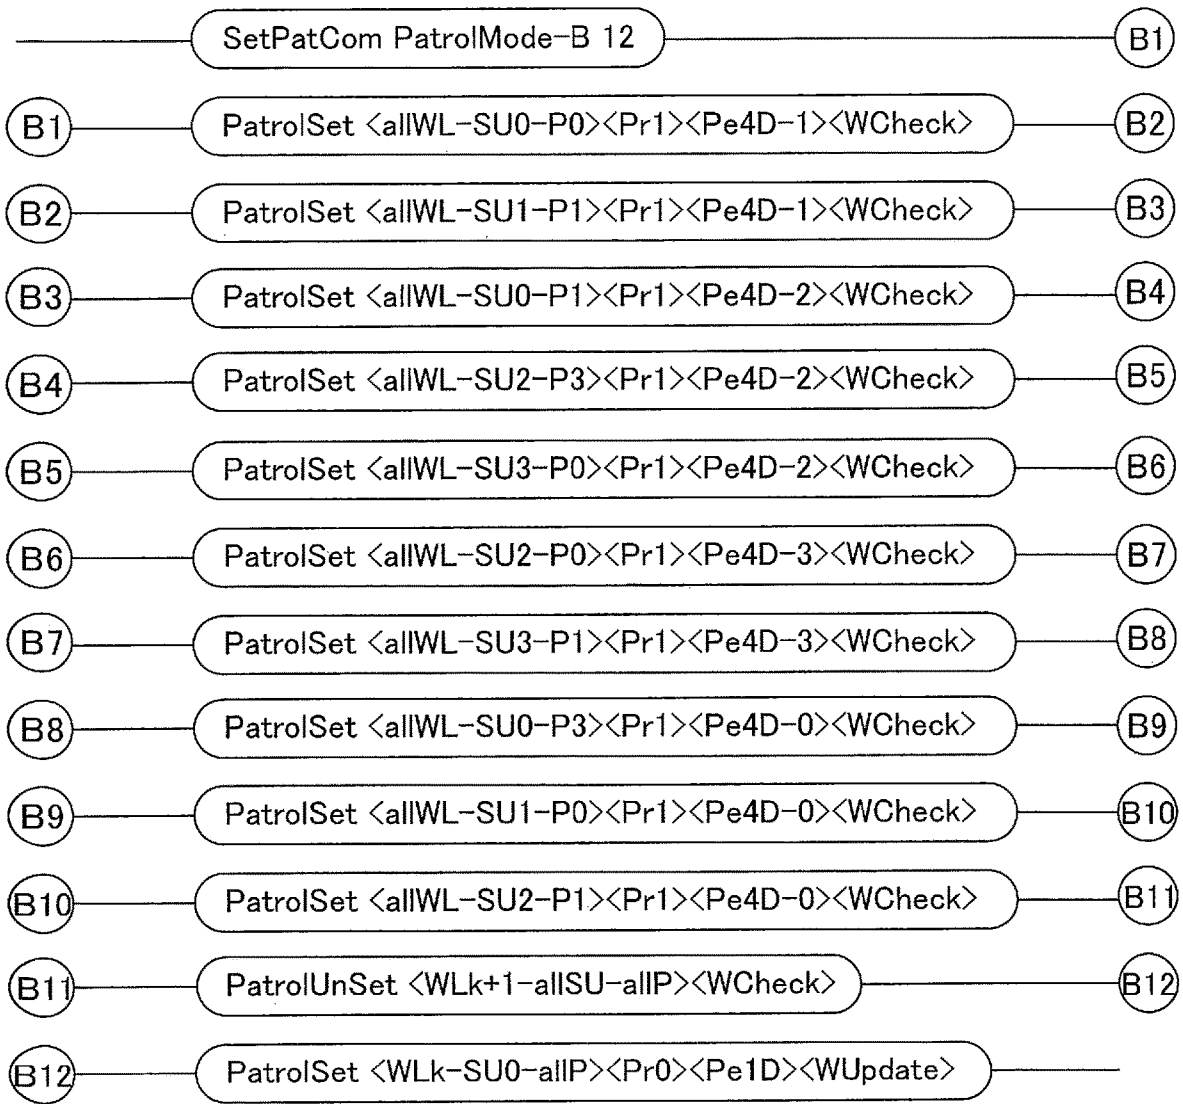 SetPatCom PatrolMode-B 12 B1
B1 PatrolSet <allWL-SU0-P0><Pr1><Pe4D-1><WCheck> B2
B2 PatrolSet <allWL-SU1-P1><Pr1><Pe4D-1><WCheck> B3
B3 PatrolSet <allWL-SU0-P1><Pr1><Pe4D-2><WCheck> B4
B4 PatrolSet <allWL-SU2-P3><Pr1><Pe4D-2><WCheck> B5
B5 PatrolSet <allWL-SU3-P0><Pr1><Pe4D-2><WCheck> B6
B6 PatrolSet <allWL-SU2-P0><Pr1><Pe4D-3><WCheck> B7
B7 PatrolSet <allWL-SU3-P1><Pr1><Pe4D-3><WCheck> B8
B8 PatrolSet <allWL-SU0-P3><Pr1><Pe4D-0><WCheck> B9
B9 PatrolSet <allWL-SU1-P0><Pr1><Pe4D-0><WCheck> B10
B10 PatrolSet <allWL-SU2-P1><Pr1><Pe4D-0><WCheck> B11
B11 PatrolUnSet <WLk+1-allSU-allP><WCheck> B12
B12 PatrolSet <WLk-SU0-allP><Pr0><Pe1D><WUpdate>